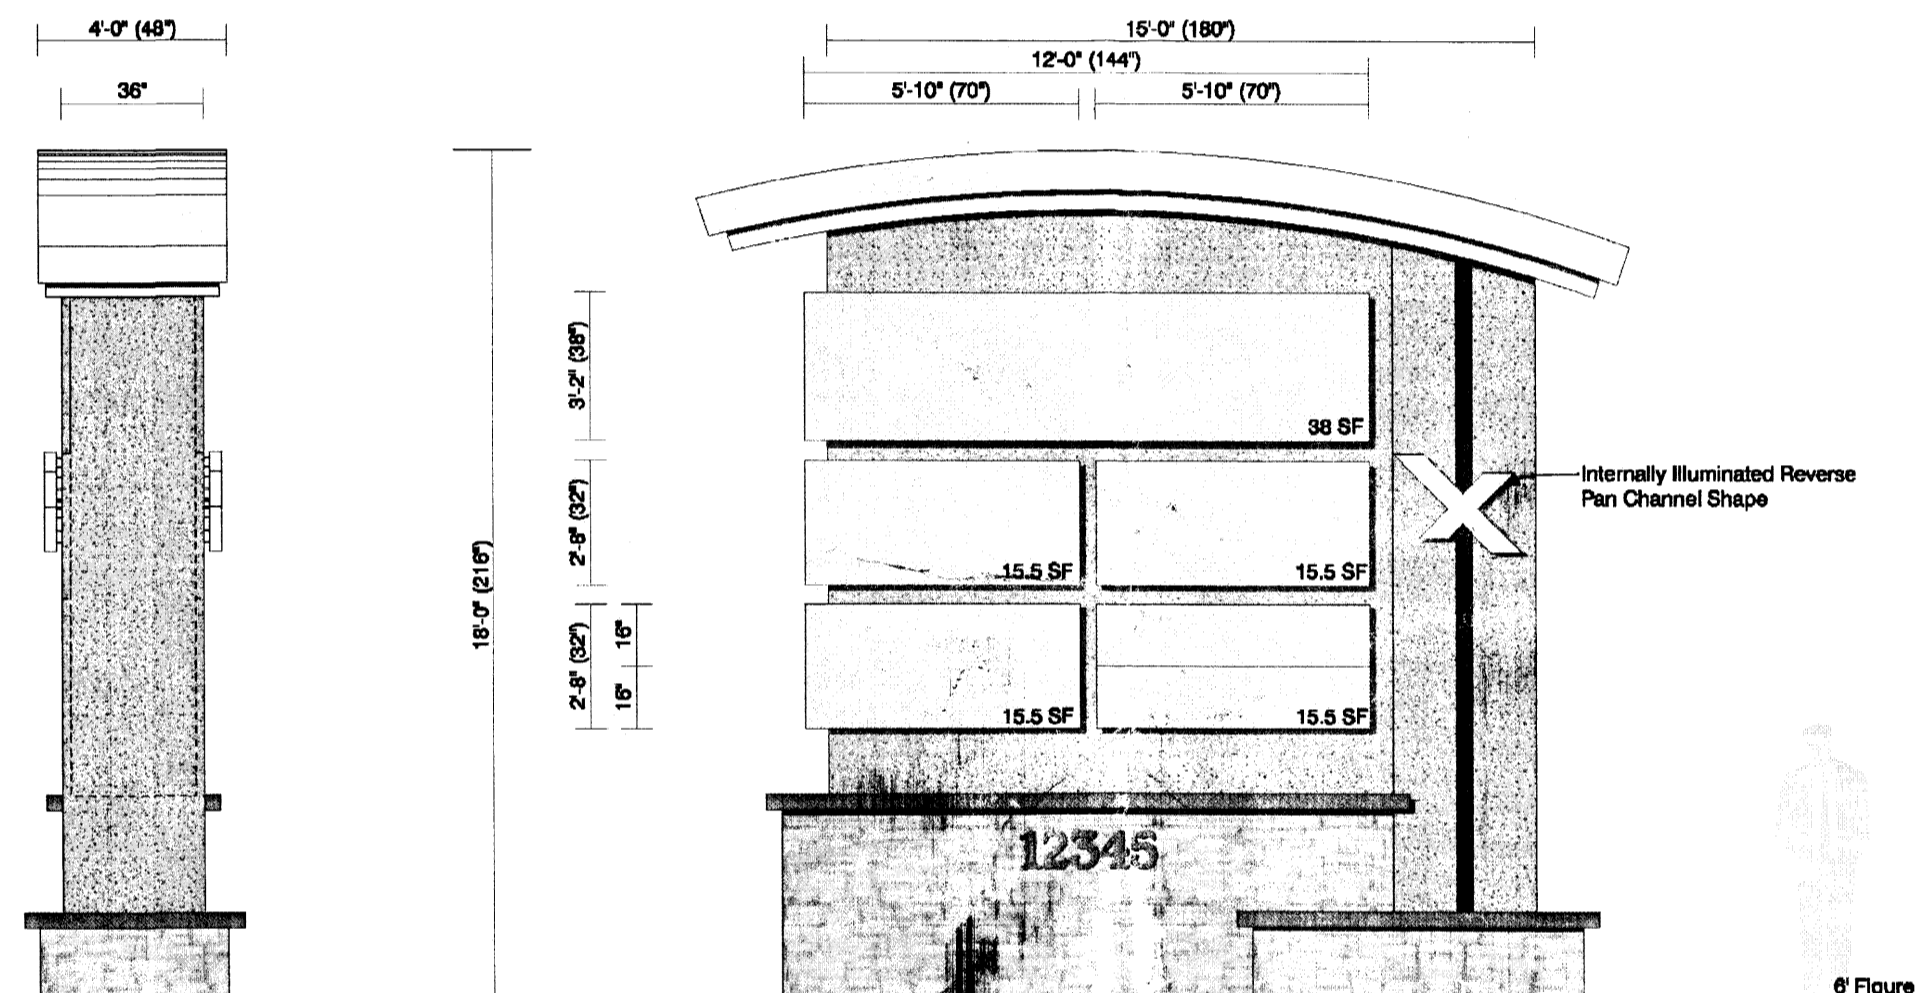 4'-0" (48")
36"
15'-0" (180")
12'-0" (144")
5'-10" (70")
5'-10" (70")
3'-2" (38")
38 SF
2'-8" (32")
15.5 SF
15.5 SF
Internally Illuminated Reverse
Pan Channel Shape
18'-0" (216")
2'-8" (32")
16"
16"
15.5 SF
15.5 SF
12345
6' Figure